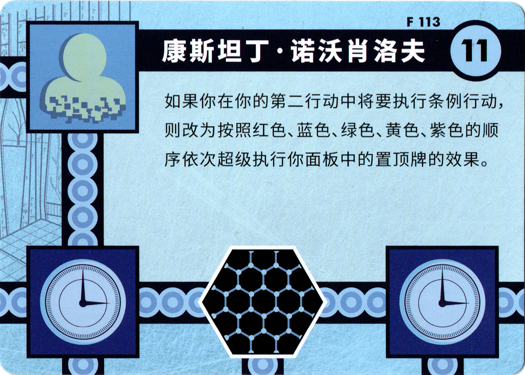 F 113
康斯坦丁·诺沃肖洛夫
11
如果你在你的第二行动中将要执行条例行动，
则改为按照红色、蓝色、绿色、黄色、紫色的顺
序依次超级执行你面板中的置顶牌的效果。